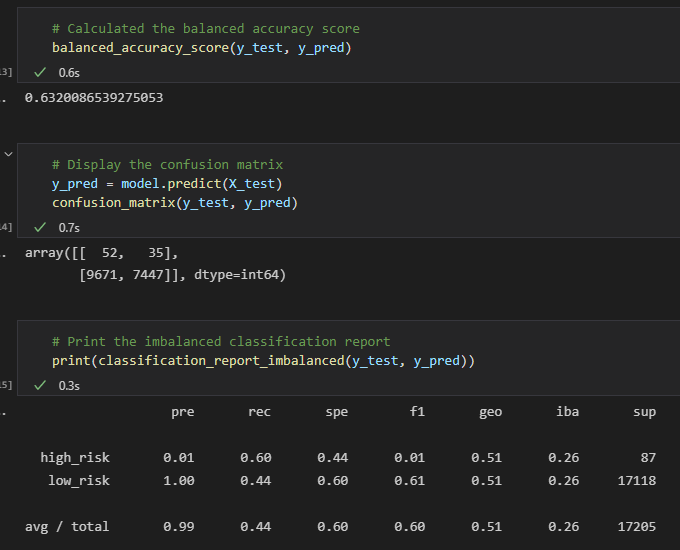 # Calculated the balanced accuracy score
balanced_accuracy_score(y_test, y_pred)
13]
0.6s
0.6320086539275053
# Display the confusion matrix
y_pred = model.predict(X_test)
confusion_matrix(y_test, y_pred)
14]
0.7s
array([[  52,   35],
       [9671, 7447]], dtype=int64)
# Print the imbalanced classification report
print(classification_report_imbalanced(y_test, y_pred))
15]
0.3s
pre rec spe f1 geo iba sup
high_risk 0.01 0.60 0.44 0.01 0.51 0.26 87
low_risk 1.00 0.44 0.60 0.61 0.51 0.26 17118
avg / total 0.99 0.44 0.60 0.60 0.51 0.26 17205